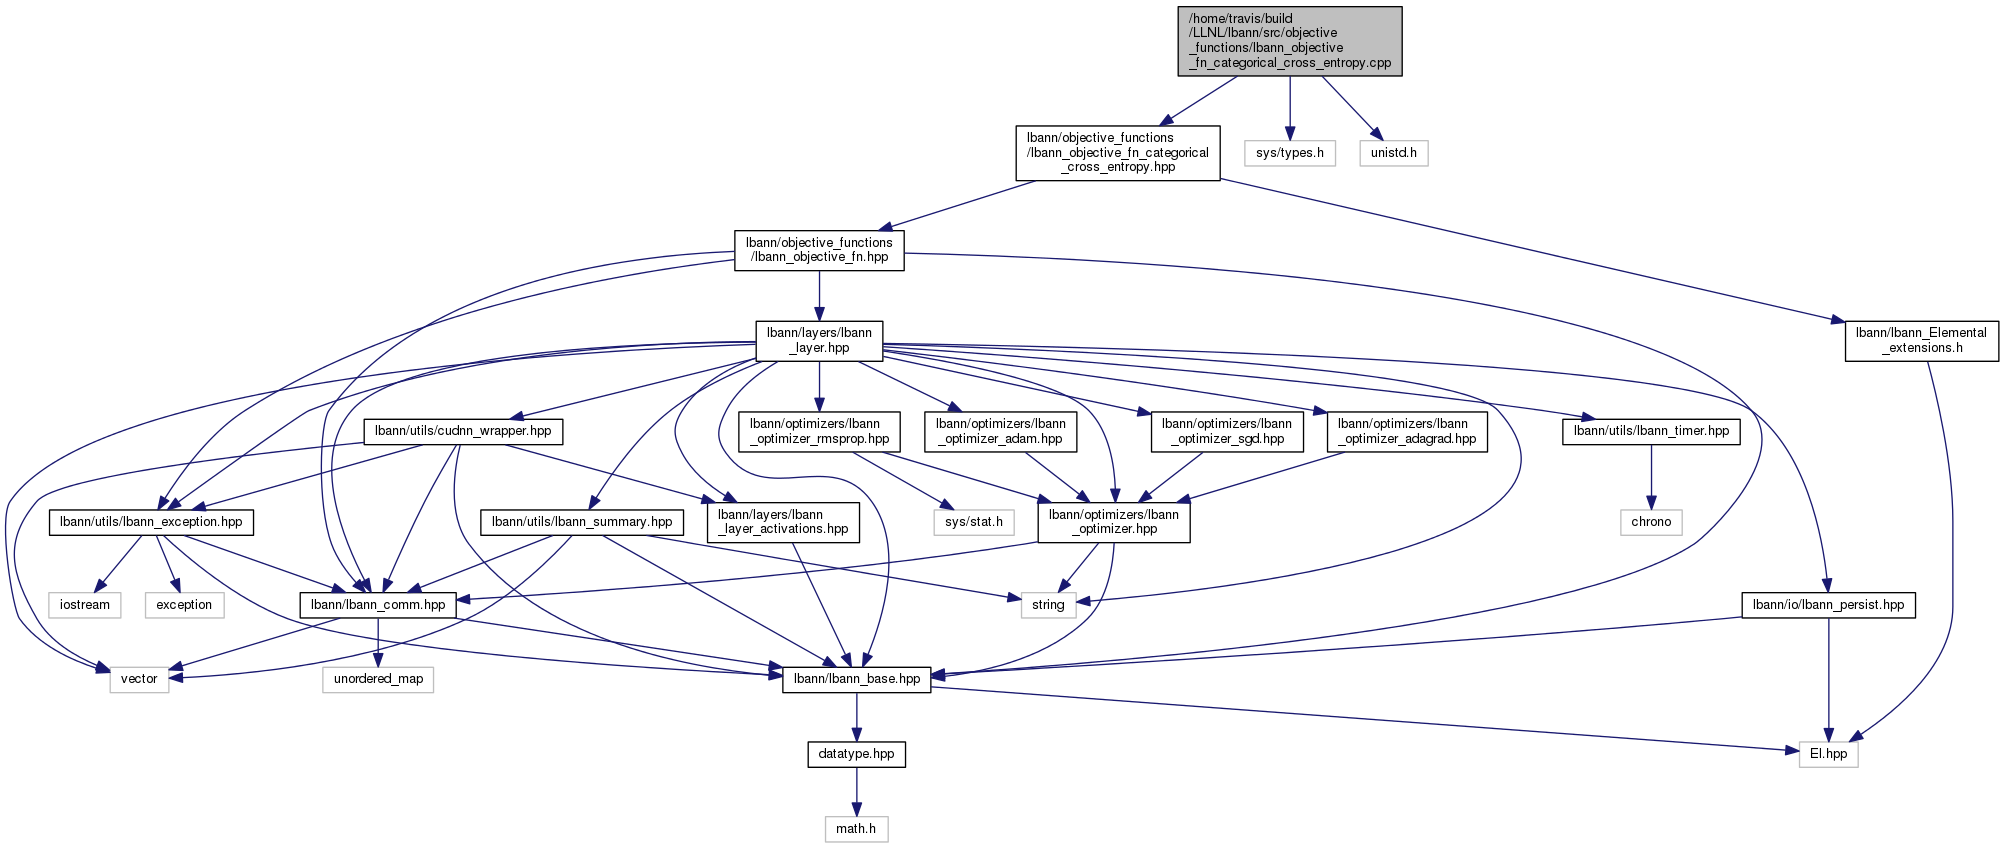 /home/travis/build
/LLNL/lbann/src/objective
_functions/lbann_objective
_fn_categorical_cross_entropy.cpp
lbann/objective_functions
/lbann_objective_fn_categorical
_cross_entropy.hpp
sys/types.h
unistd.h
lbann/objective_functions
/lbann_objective_fn.hpp
lbann/layers/lbann
_layer.hpp
lbann/lbann_Elemental
_extensions.h
lbann/utils/cudnn_wrapper.hpp
lbann/optimizers/lbann
_optimizer_rmsprop.hpp
lbann/optimizers/lbann
_optimizer_adam.hpp
lbann/optimizers/lbann
_optimizer_sgd.hpp
lbann/optimizers/lbann
_optimizer_adagrad.hpp
lbann/utils/lbann_timer.hpp
lbann/utils/lbann_exception.hpp
lbann/utils/lbann_summary.hpp
lbann/layers/lbann
_layer_activations.hpp
sys/stat.h
lbann/optimizers/lbann
_optimizer.hpp
chrono
iostream
exception
lbann/lbann_comm.hpp
string
lbann/io/lbann_persist.hpp
vector
unordered_map
lbann/lbann_base.hpp
datatype.hpp
El.hpp
math.h